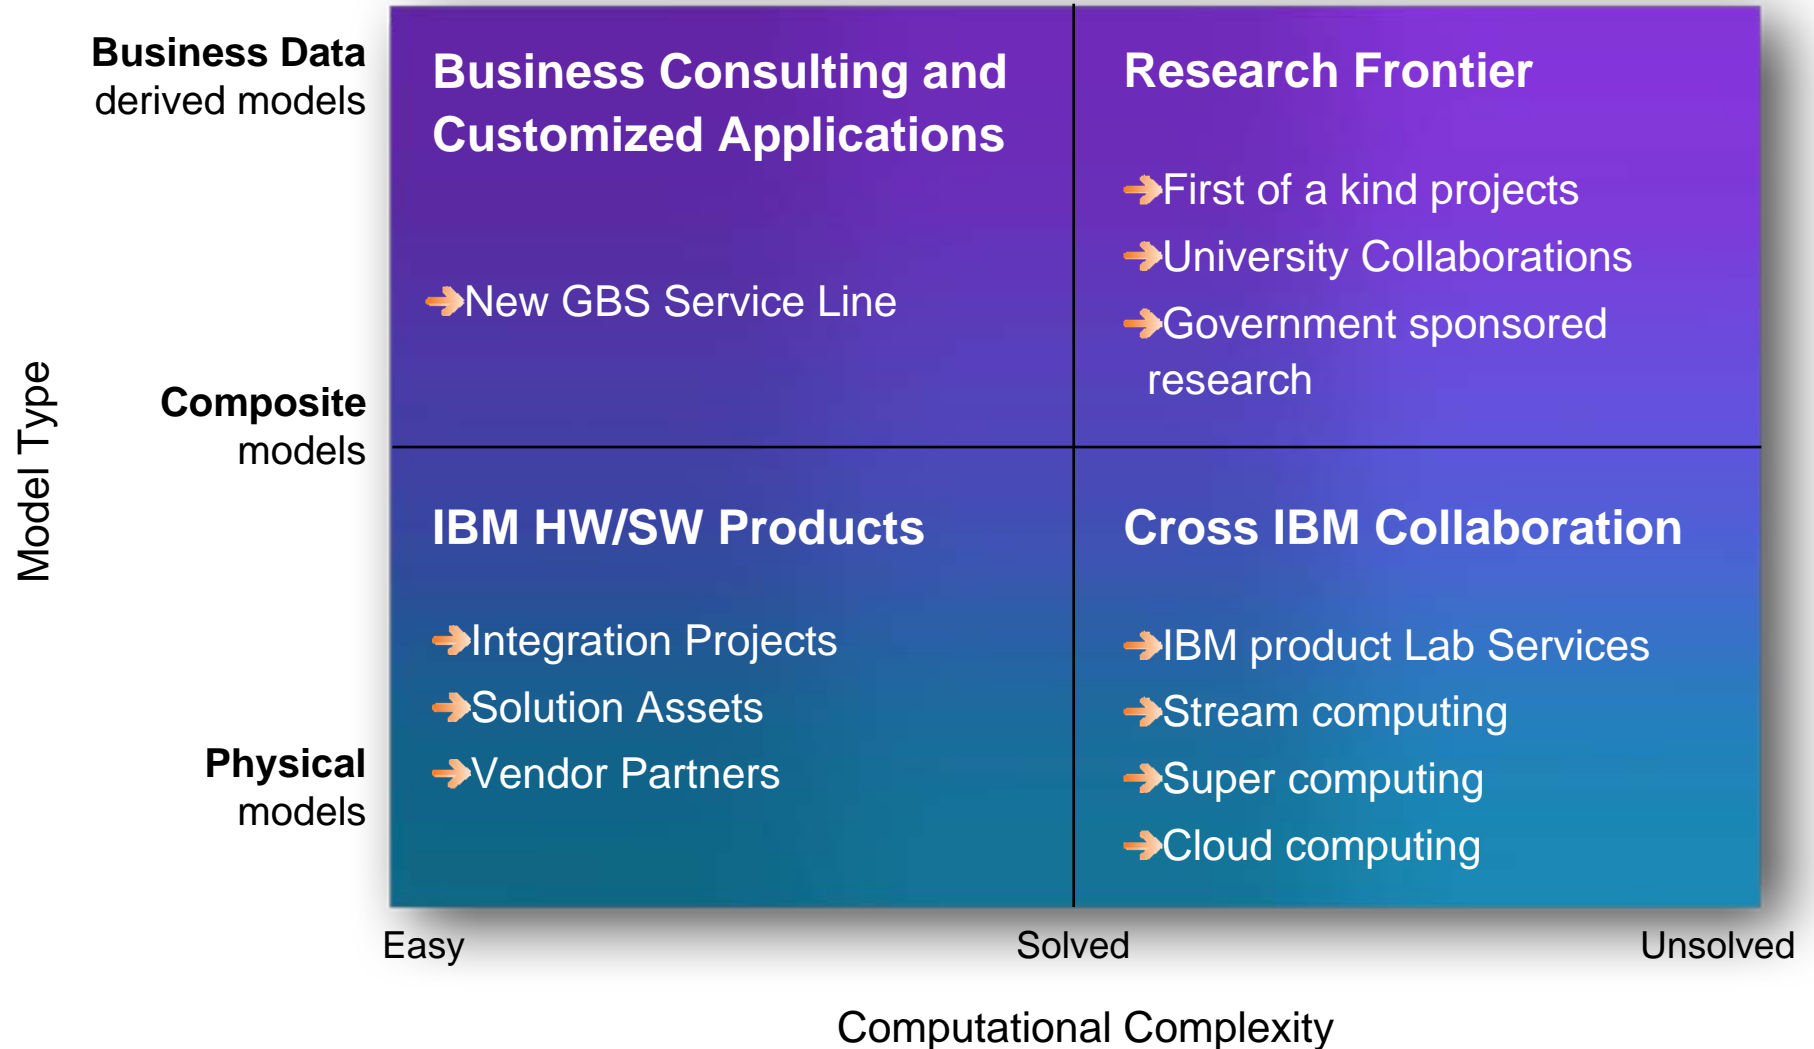 Business Data
derived models
Composite
models
Physical
models
Model Type
Business Consulting and
Customized Applications
➔New GBS Service Line
Research Frontier
➔First of a kind projects
➔University Collaborations
➔Government sponsored
research
IBM HW/SW Products
➔Integration Projects
➔Solution Assets
➔Vendor Partners
Cross IBM Collaboration
➔IBM product Lab Services
➔Stream computing
➔Super computing
➔Cloud computing
Easy
Solved
Unsolved
Computational Complexity